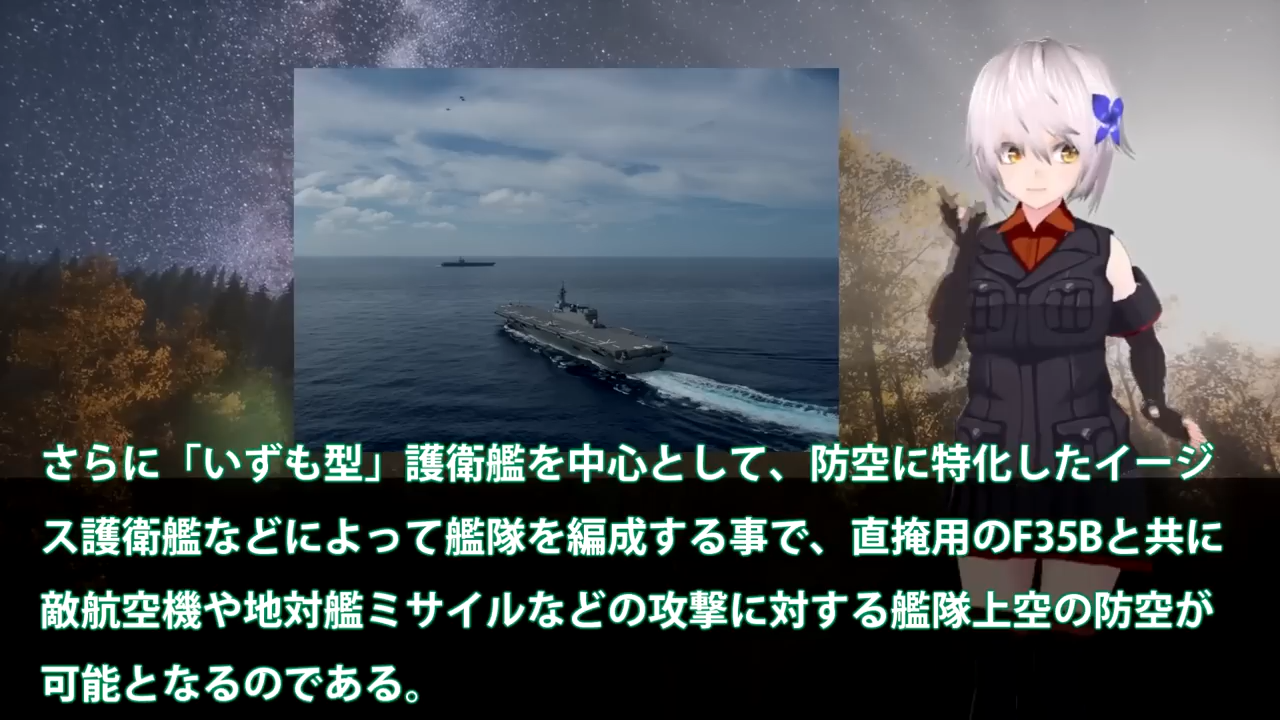 さらに「いずも型」護衛艦を中心として、防空に特化したイージ
ス護衛艦などによって艦隊を編成する事で、直掩用のF35Bと共に
敵航空機や地対艦ミサイルなどの攻撃に対する艦隊上空の防空が
可能となるのである。